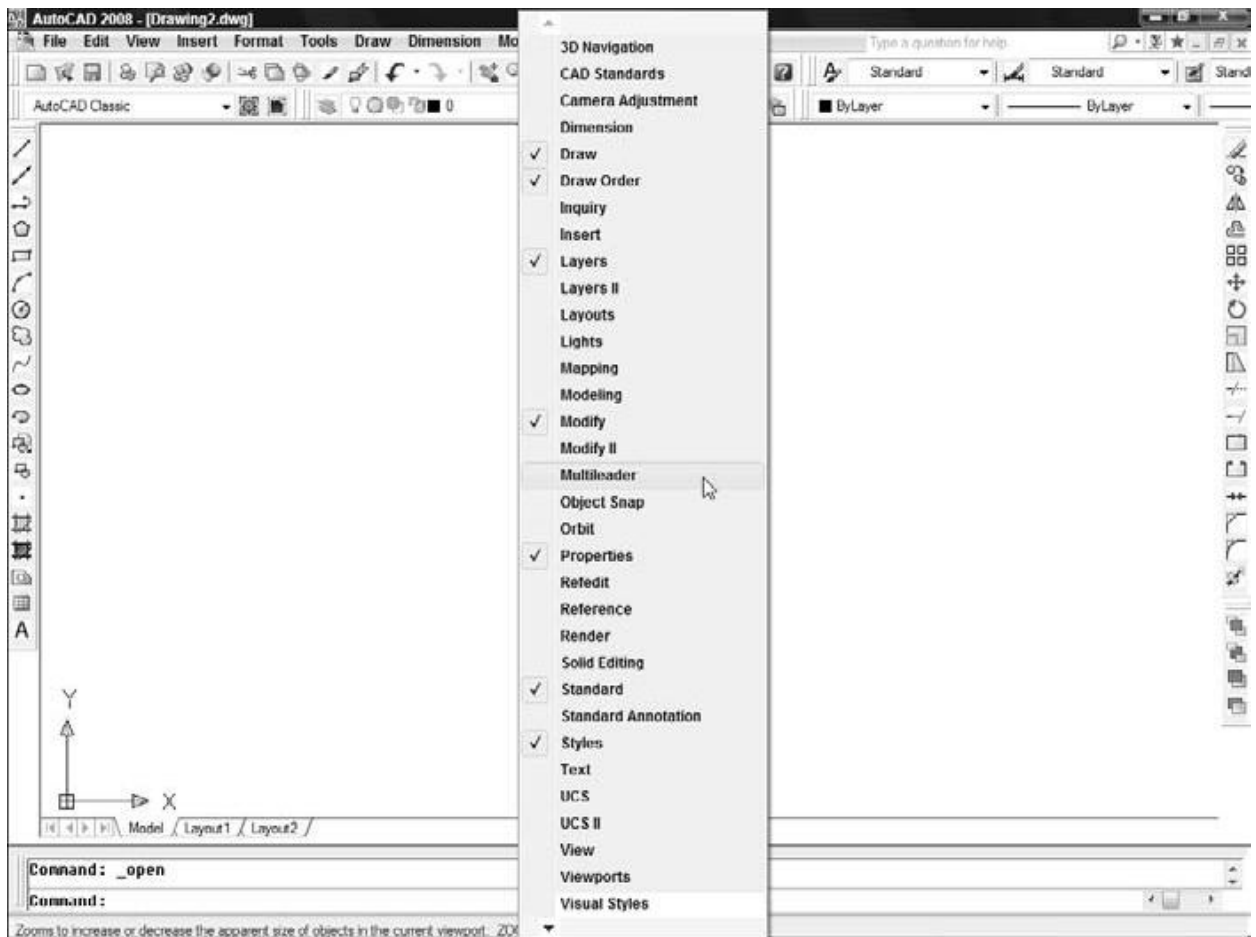 AutoCAD 2008 - [Drawing2.dwg]
File Edit View Insert Format Tools Draw Dimension Mo
Type a question for help
Standard Standard Stand
AutoCAD Classic 0 ByLayer ByLayer
3D Navigation
CAD Standards
Camera Adjustment
Dimension
Draw
Draw Order
Inquiry
Insert
Layers
Layers II
Layouts
Lights
Mapping
Modeling
Modify
Modify II
Multileader
Object Snap
Orbit
Properties
Refedit
Reference
Render
Solid Editing
Standard
Standard Annotation
Styles
Text
UCS
UCS II
View
Viewports
Visual Styles
A
Y
X
Model Layout1 Layout2
Command: _open
Command:
Zooms to increase or decrease the apparent size of objects in the current viewport: ZO